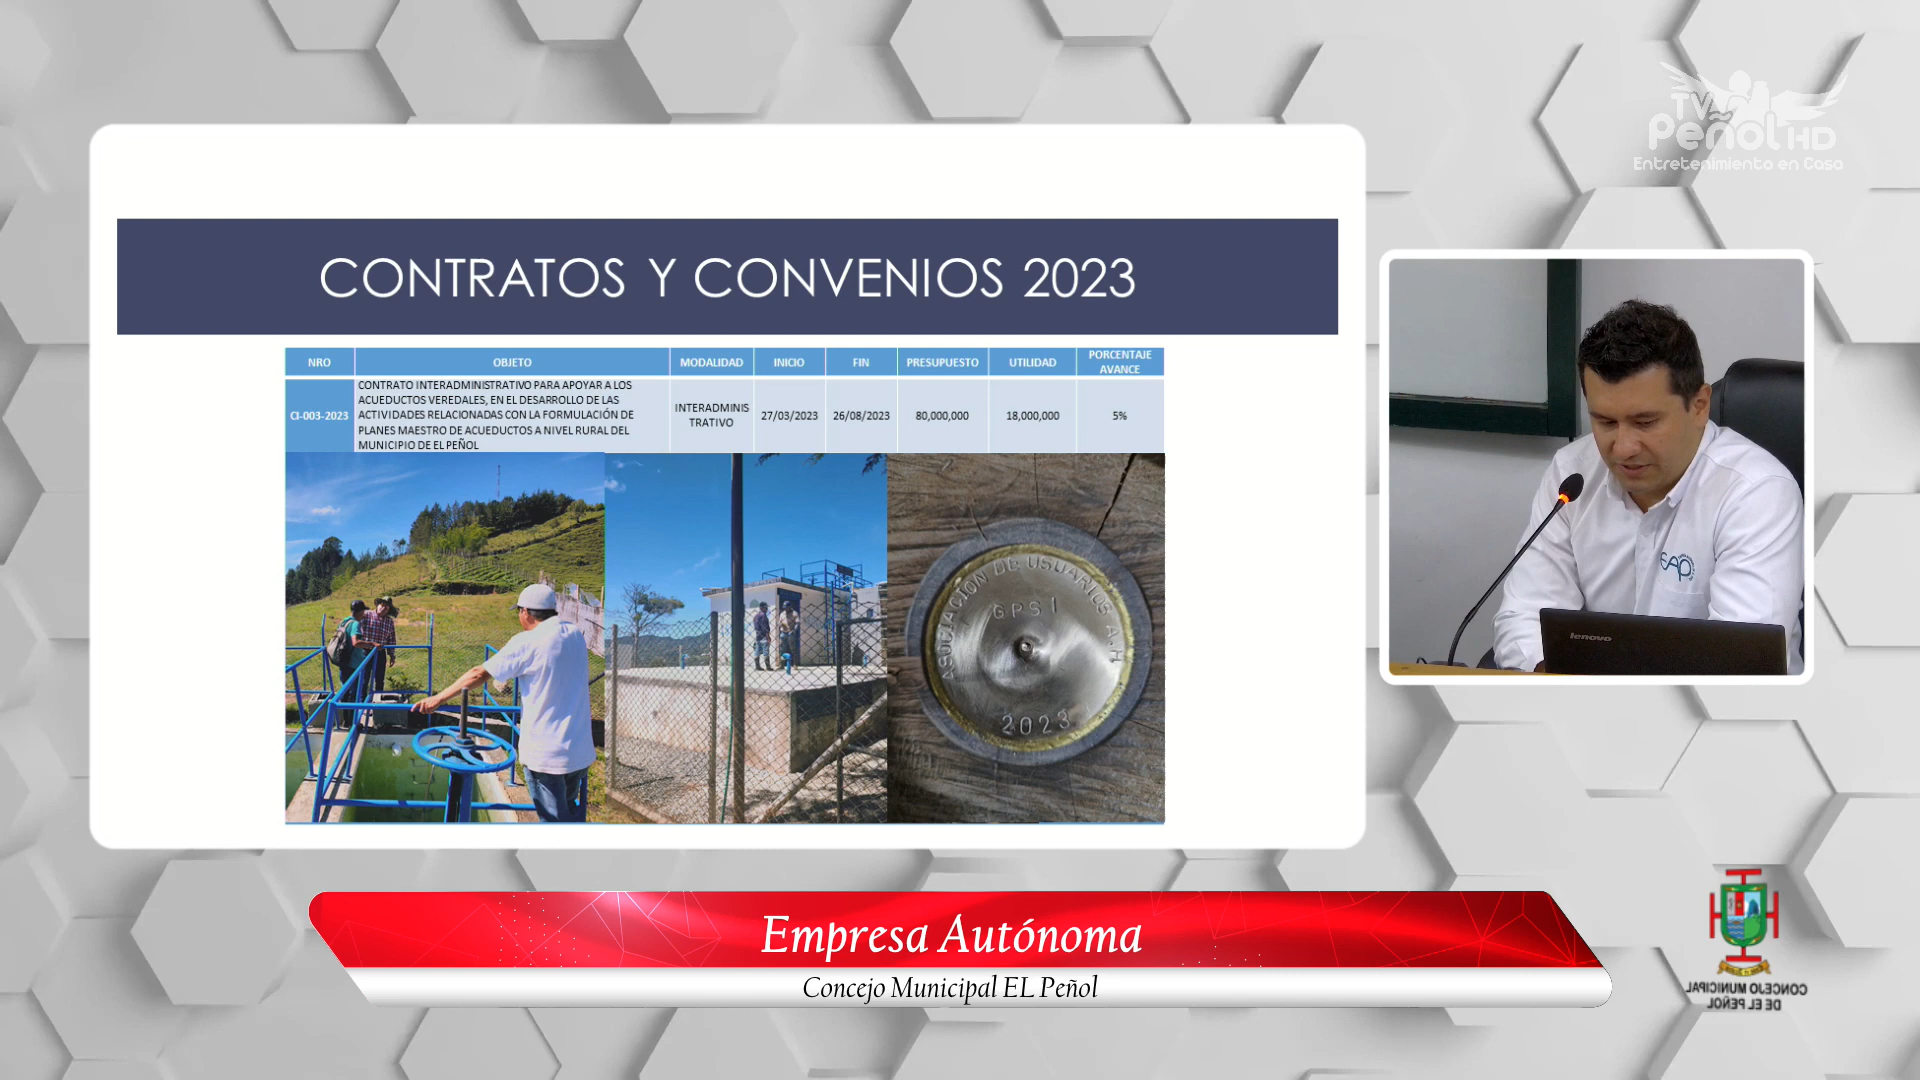 TV
Peñol HD
Entretenimiento en Casa
CONTRATOS Y CONVENIOS 2023
NRO OBJETO MODALIDAD INICIO FIN PRESUPUESTO UTILIDAD PORCENTAJE AVANCE
CI-003-2023
CONTRATO INTERADMINISTRATIVO PARA APOYAR A LOS
ACUEDUCTOS VEREDALES, EN EL DESARROLLO DE LAS
ACTIVIDADES RELACIONADAS CON LA FORMULACIÓN DE
PLANES MAESTRO DE ACUEDUCTOS A NIVEL RURAL DEL
MUNICIPIO DE EL PEÑOL
INTERADMINIS
TRATIVO
27/03/2023 26/08/2023 80,000,000 18,000,000 5%
ASOCIACION DE USUARIOS A.H
GPS 1
2023
EAP
lenovo
Empresa Autónoma
Concejo Municipal EL Peñol
CONCEJO MUNICIPAL
DE EL PEÑOL